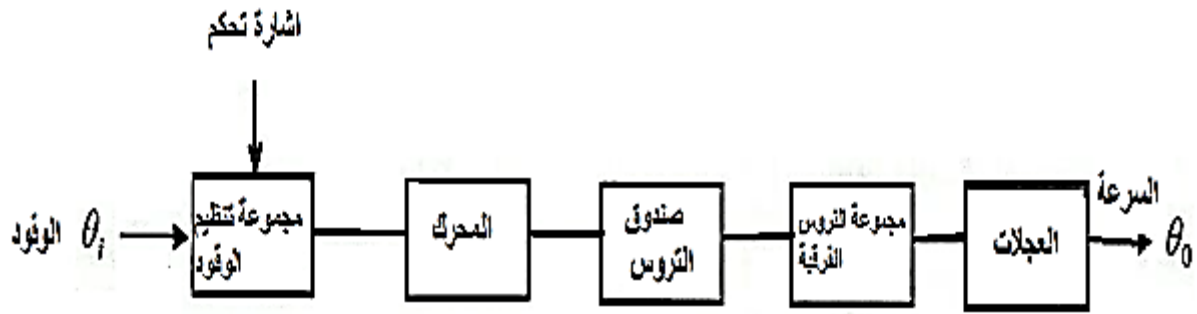 اشارة تحكم
الوقود θi
مجموعة تنظيم
الوقود
المحرك
صندوق
التروس
مجموعة التروس
الفرقية
العجلات
السرعة
θ0